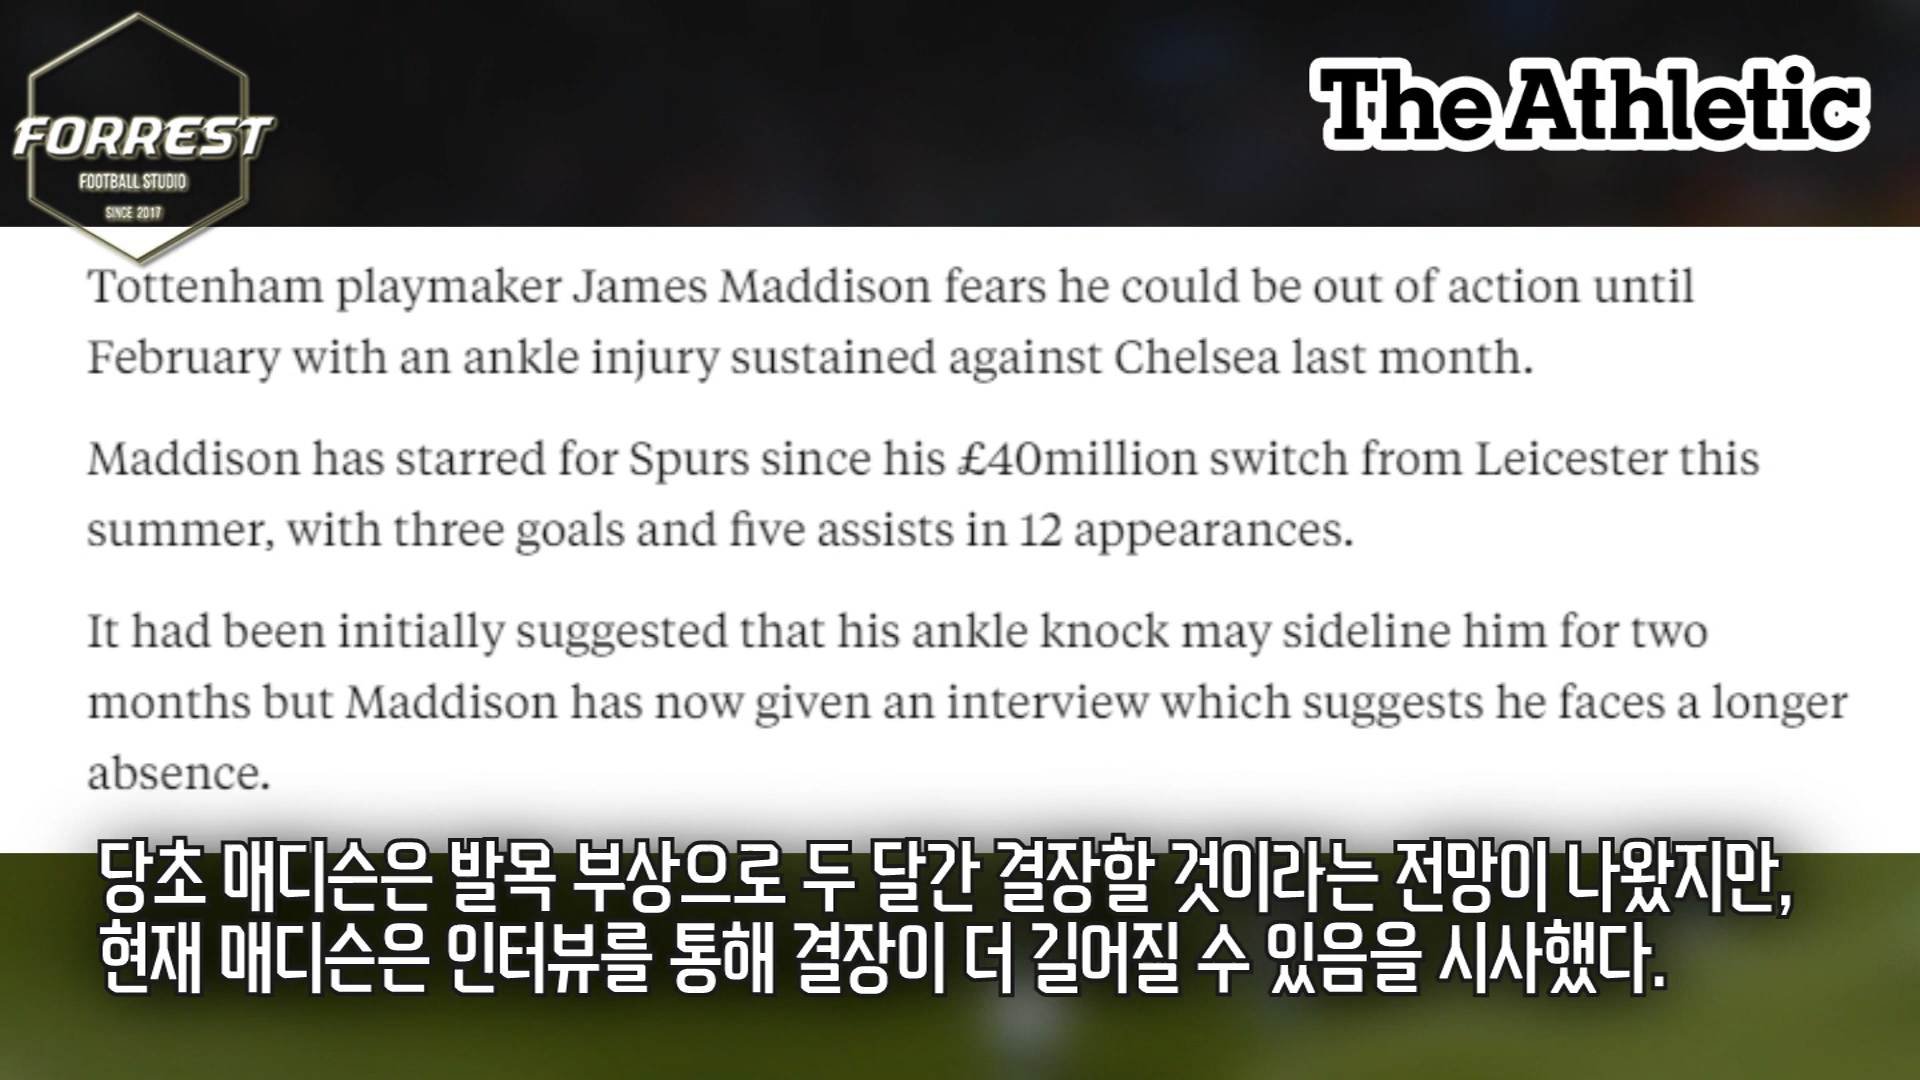 FORREST
FOOTBALL STUDIO
SINCE 2017
The Athletic
Tottenham playmaker James Maddison fears he could be out of action until
February with an ankle injury sustained against Chelsea last month.
Maddison has starred for Spurs since his £40million switch from Leicester this
summer, with three goals and five assists in 12 appearances.
It had been initially suggested that his ankle knock may sideline him for two
months but Maddison has now given an interview which suggests he faces a longer
absence.
당초 매디슨은 발목 부상으로 두 달간 결장할 것이라는 전망이 나왔지만,
현재 매디슨은 인터뷰를 통해 결장이 더 길어질 수 있음을 시사했다.